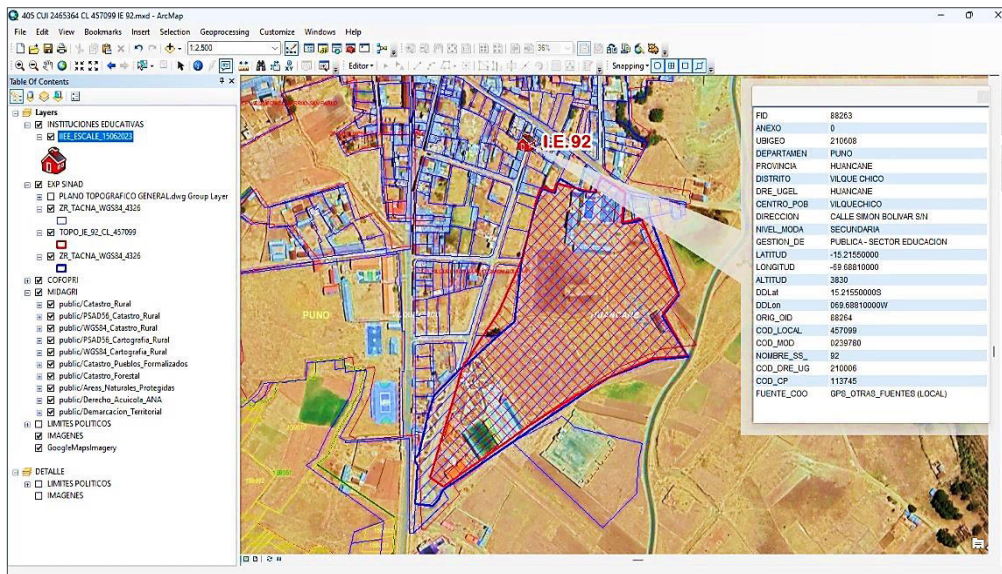 405 CUI 2465364 CL 457099 IE 92.mxd - ArcMap
File Edit View Bookmarks Insert Selection Geoprocessing Customize Windows Help
1:2.500
36%
Editor
Snapping
Table Of Contents
Layers
INSTITUCIONES EDUCATIVAS
IIEE_ESCALE_15062023
EXP SINAD
PLANO TOPOGRAFICO GENERAL.dwg Group Layer
ZR_TACNA_WGS84_4326
TOPO_IE_92_CL_457099
ZR_TACNA_WGS84_4326
COFOPRI
MIDAGRI
public/Catastro_Rural
public/PSAD56_Catastro_Rural
public/WGS84_Catastro_Rural
public/PSAD56_Cartografia_Rural
public/WGS84_Cartografia_Rural
public/Catastro_Pueblos_Formalizados
public/Catastro_Forestal
public/Areas_Naturales_Protegidas
public/Derecho_Acuicola_ANA
public/Demarcacion_Territorial
LIMITES POLITICOS
IMAGENES
GoogleMapsImagery
DETALLE
LIMITES POLITICOS
IMAGENES
I.E.92
PUNO
HUANCANE
FID 88263
ANEXO 0
UBIGEO 210608
DEPARTAMEN PUNO
PROVINCIA HUANCANE
DISTRITO VILQUE CHICO
DRE_UGEL HUANCANE
CENTRO_POB VILQUECHICO
DIRECCION CALLE SIMON BOLIVAR S/N
NIVEL_MODA SECUNDARIA
GESTION_DE PUBLICA - SECTOR EDUCACION
LATITUD -15.21550000
LONGITUD -69.68810000
ALTITUD 3830
DDLat 15.21550000S
DDLon 069.68810000W
ORIG_OID 88264
COD_LOCAL 457099
COD_MOD 0239780
NOMBRE_SS_ 92
COD_DRE_UG 210006
COD_CP 113745
FUENTE_COO GPS_OTRAS_FUENTES (LOCAL)